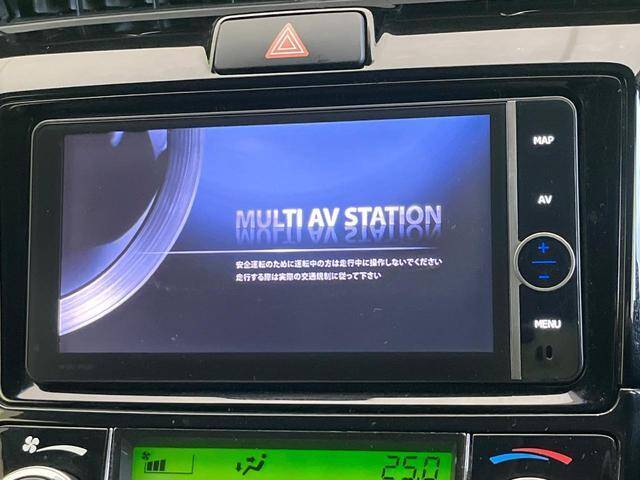 MAP
AV
MULTI AV STATION
安全運転のために運転中の方は走行中に操作しないでください
走行する際は実際の交通規制に従って下さい
+
-
MENU
25.0